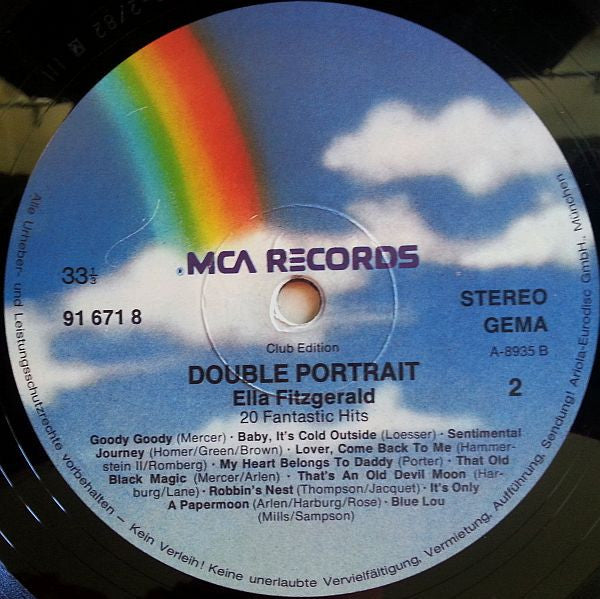 MCA RECORDS
33 1/3
91 671 8
STEREO
GEMA
A-8935 B
2
Club Edition
DOUBLE PORTRAIT
Ella Fitzgerald
20 Fantastic Hits
Goody Goody (Mercer) · Baby, It's Cold Outside (Loesser) · Sentimental
Journey (Homer/Green/Brown) · Lover, Come Back To Me (Hammer-
stein II/Romberg) · My Heart Belongs To Daddy (Porter) · That Old
Black Magic (Mercer/Arlen) · That's An Old Devil Moon (Har-
burg/Lane) · Robbin's Nest (Thompson/Jacquet) · It's Only
A Papermoon (Arlen/Harburg/Rose) · Blue Lou
(Mills/Sampson)
Alle Urheber- und Leistungsschutzrechte vorbehalten – Kein Verleih! Keine unerlaubte Vervielfältigung, Vermietung, Aufführung, Sendung! Ariola-Eurodisc GmbH., München